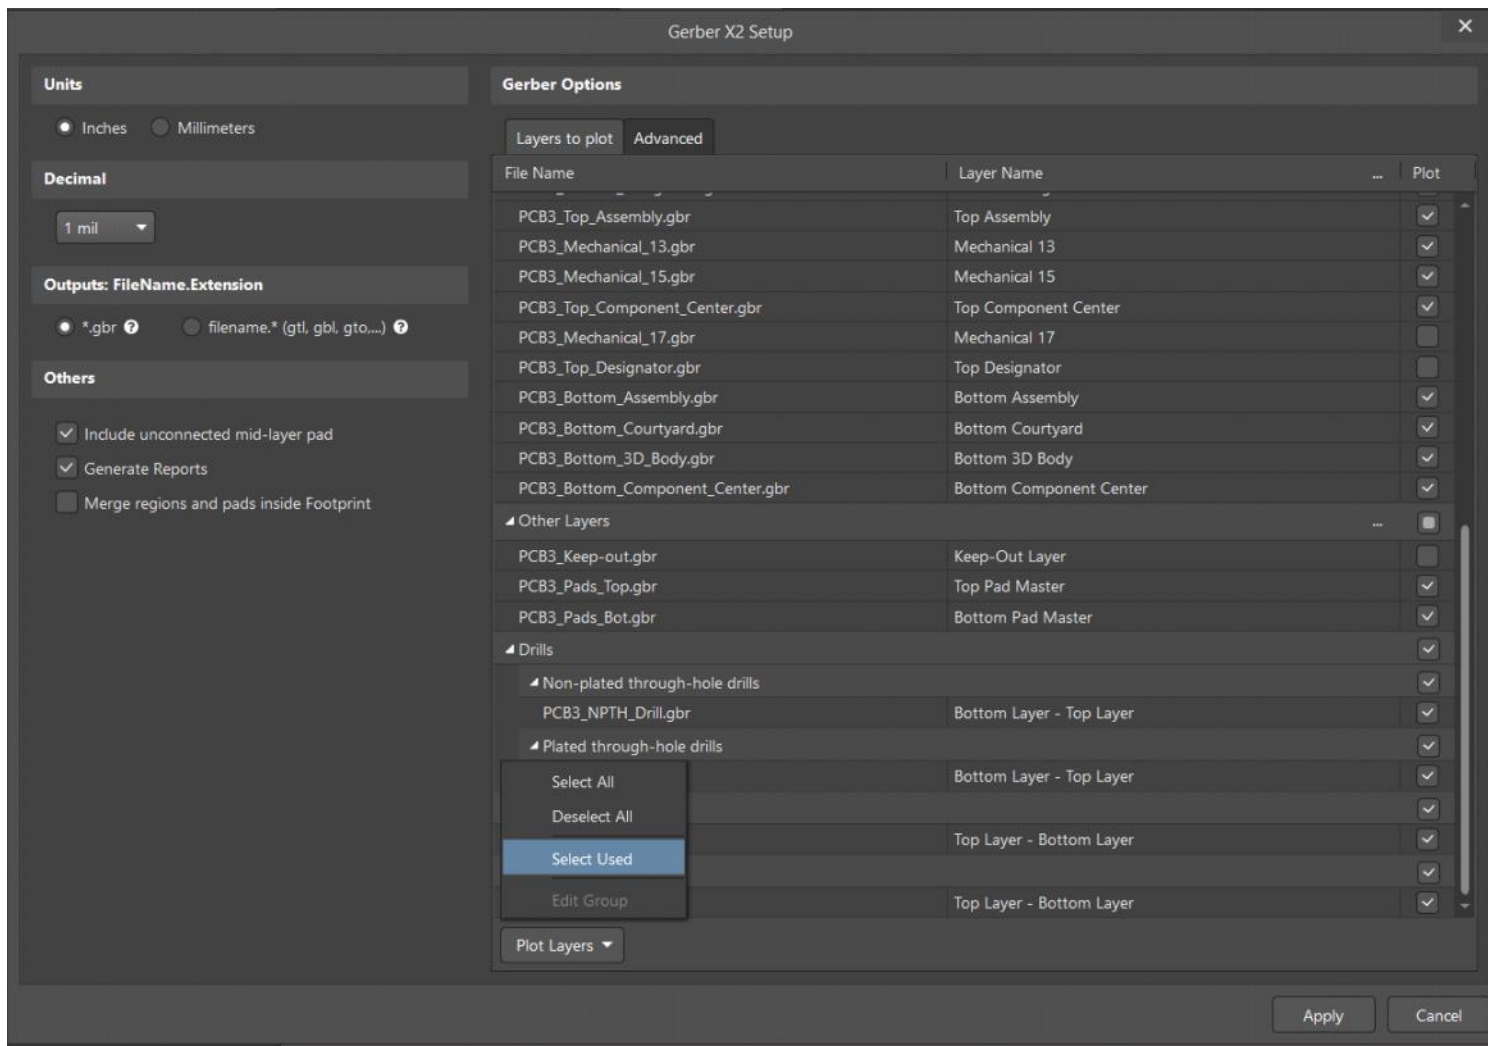 Gerber X2 Setup
Units
Inches
Millimeters
Decimal
1 mil
Outputs: FileName.Extension
*.gbr
filename.* (gtl, gbl, gto,...)
Others
Include unconnected mid-layer pad
Generate Reports
Merge regions and pads inside Footprint
Gerber Options
Layers to plot Advanced
File Name Layer Name ... Plot
PCB3_Top_Assembly.gbr Top Assembly
PCB3_Mechanical_13.gbr Mechanical 13
PCB3_Mechanical_15.gbr Mechanical 15
PCB3_Top_Component_Center.gbr Top Component Center
PCB3_Mechanical_17.gbr Mechanical 17
PCB3_Top_Designator.gbr Top Designator
PCB3_Bottom_Assembly.gbr Bottom Assembly
PCB3_Bottom_Courtyard.gbr Bottom Courtyard
PCB3_Bottom_3D_Body.gbr Bottom 3D Body
PCB3_Bottom_Component_Center.gbr Bottom Component Center
Other Layers ...
PCB3_Keep-out.gbr Keep-Out Layer
PCB3_Pads_Top.gbr Top Pad Master
PCB3_Pads_Bot.gbr Bottom Pad Master
Drills
Non-plated through-hole drills
PCB3_NPTH_Drill.gbr Bottom Layer - Top Layer
Plated through-hole drills
Bottom Layer - Top Layer
Top Layer - Bottom Layer
Top Layer - Bottom Layer
Select All
Deselect All
Select Used
Edit Group
Plot Layers
Apply Cancel